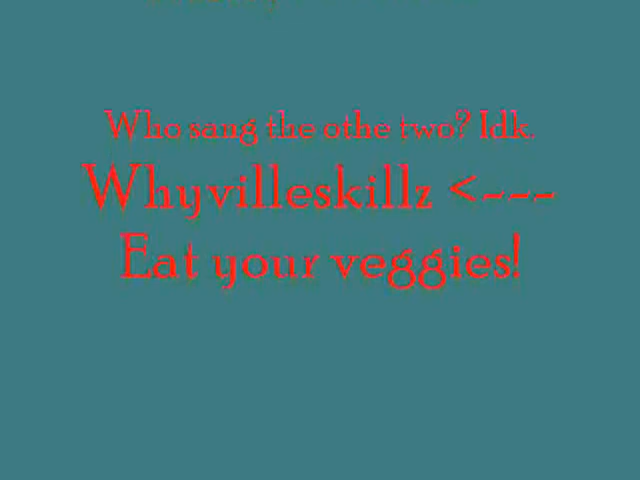 Who sang the othe two? Idk.
Whyvilleskillz <---
Eat your veggies!